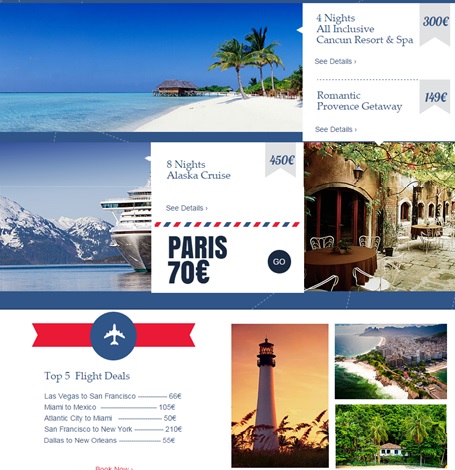 4 Nights
All Inclusive
Cancun Resort & Spa
300€
See Details ›
Romantic
Provence Getaway
149€
See Details ›
8 Nights
Alaska Cruise
450€
See Details ›
PARIS
70€
GO
Top 5 Flight Deals
Las Vegas to San Francisco 66€
Miami to Mexico 105€
Atlantic City to Miami 50€
San Francisco to New York 210€
Dallas to New Orleans 55€
Book Now ›